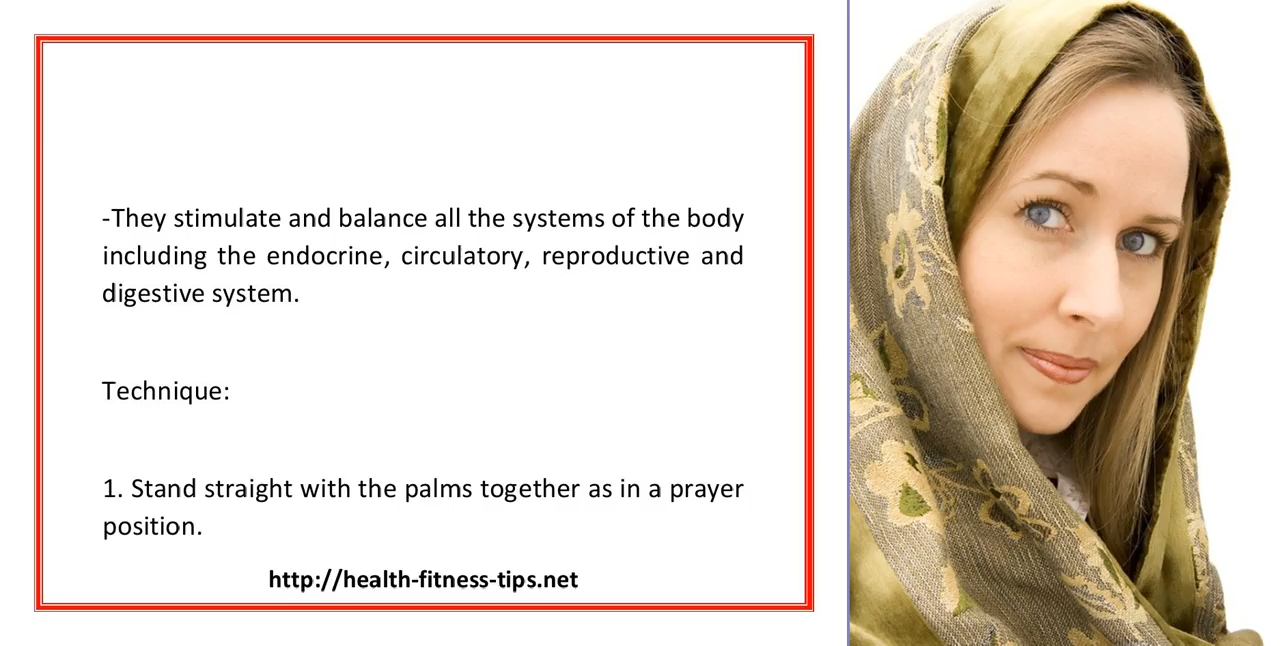 -They stimulate and balance all the systems of the body
including the endocrine, circulatory, reproductive and
digestive system.
Technique:
1. Stand straight with the palms together as in a prayer
position.
http://health-fitness-tips.net